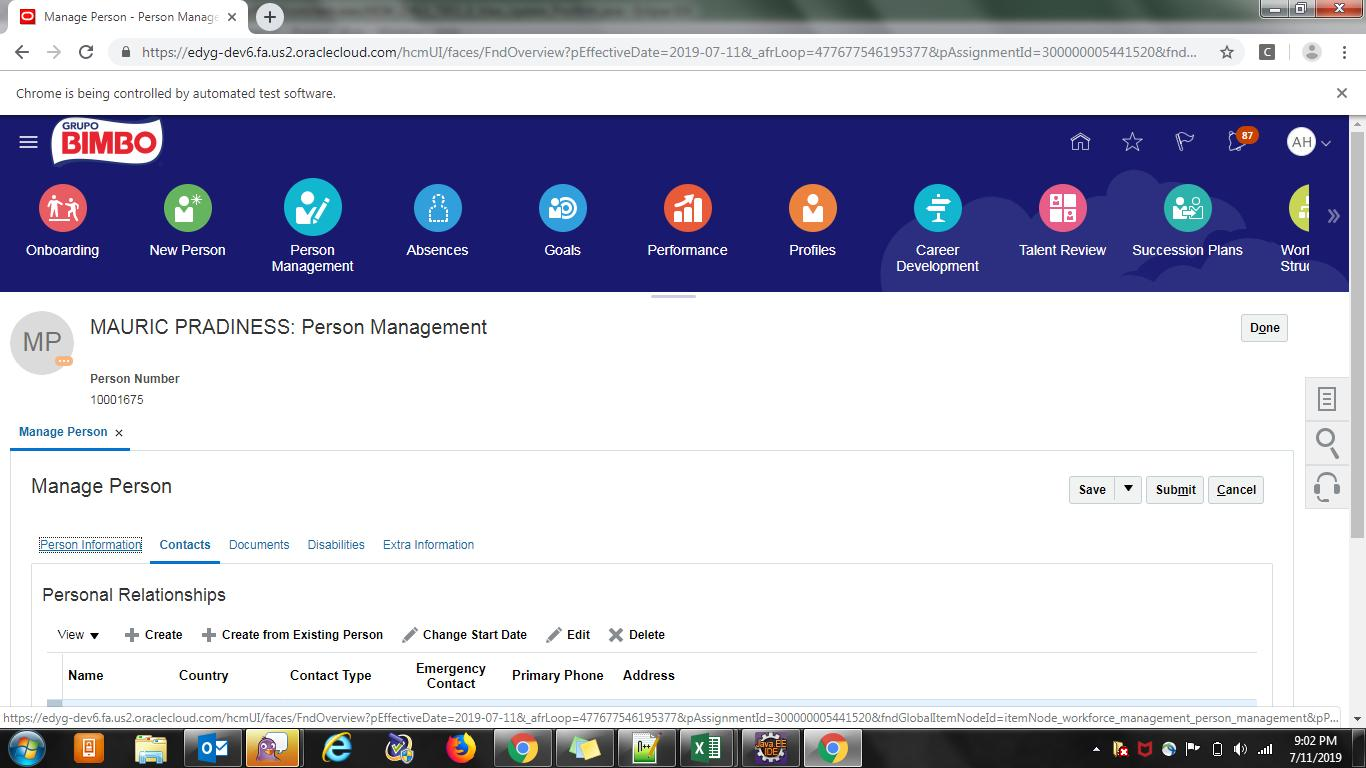 Manage Person - Person Manage
https://edyg-dev6.fa.us2.oraclecloud.com/hcmUI/faces/FndOverview?pEffectiveDate=2019-07-11&_afrLoop=477677546195377&pAssignmentId=300000005441520&fnd...
C
Chrome is being controlled by automated test software.
GRUPO
BIMBO
87
AH
Onboarding
New Person
Person
Management
Absences
Goals
Performance
Profiles
Career
Development
Talent Review
Succession Plans
Worl
Struc
MP
MAURIC PRADINESS: Person Management
Done
Person Number
10001675
Manage Person
Manage Person
Save
Submit
Cancel
Person Information
Contacts
Documents
Disabilities
Extra Information
Personal Relationships
View
Create
Create from Existing Person
Change Start Date
Edit
Delete
Name
Country
Contact Type
Emergency
Contact
Primary Phone
Address
https://edyg-dev6.fa.us2.oraclecloud.com/hcmUI/faces/FndOverview?pEffectiveDate=2019-07-11&_afrLoop=477677546195377&pAssignmentId=300000005441520&fndGlobalItemNodeId=itemNode_workforce_management_person_management&pP...
Java EE
IDE
9:02 PM
7/11/2019